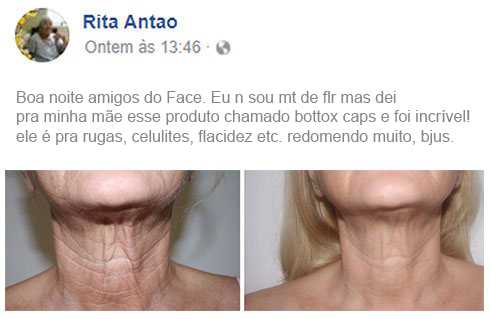 Rita Antao
Ontem às 13:46 ·
Boa noite amigos do Face. Eu n sou mt de flr mas dei
pra minha mãe esse produto chamado bottox caps e foi incrível!
ele é pra rugas, celulites, flacidez etc. redomendo muito, bjus.